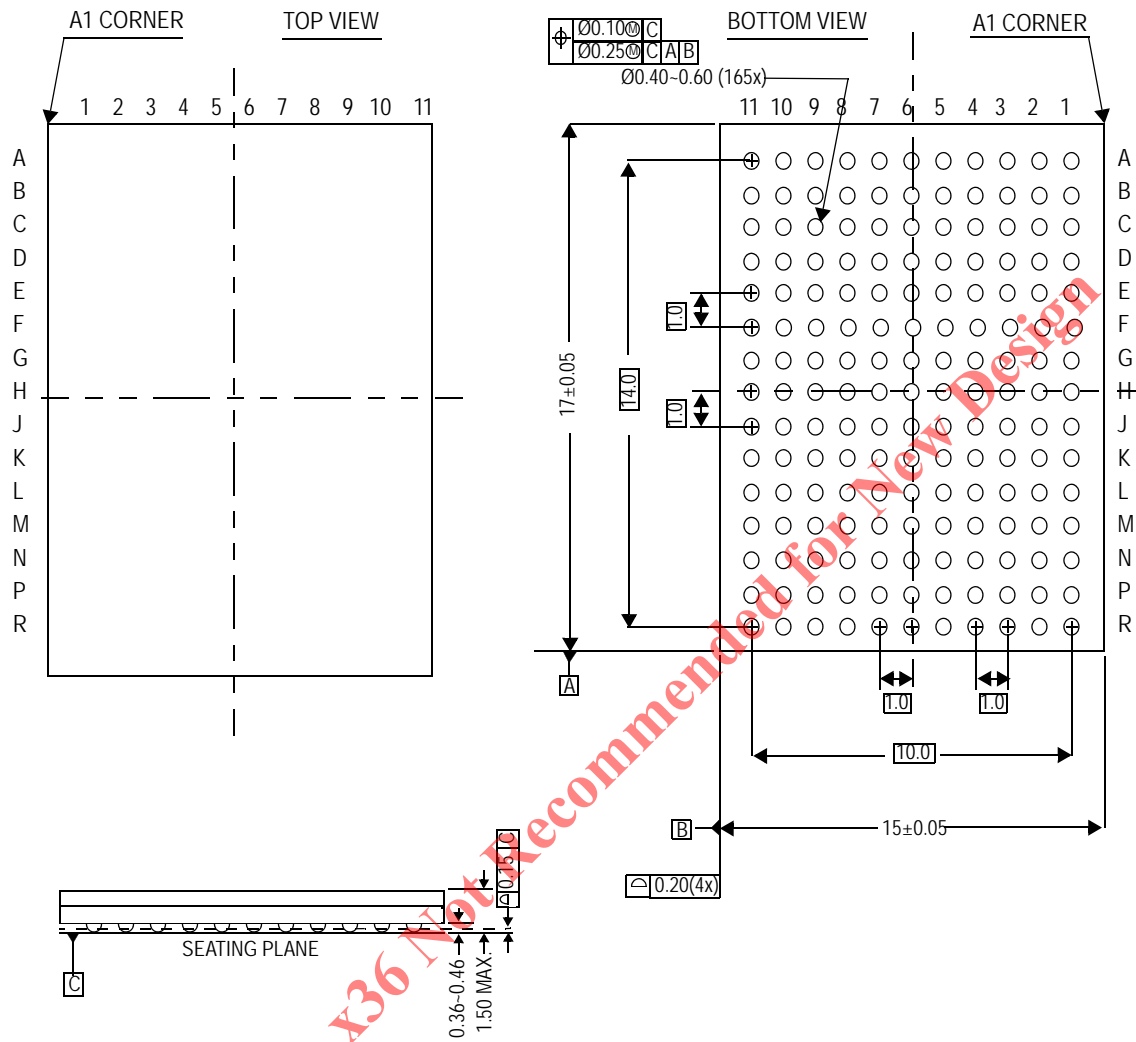 A1 CORNER
TOP VIEW
1 2 3 4 5 6 7 8 9 10 11
A
B
C
D
E
F
G
H
J
K
L
M
N
P
R
Ø0.10Ⓜ C
Ø0.25Ⓜ C A B
BOTTOM VIEW
A1 CORNER
Ø0.40~0.60 (165x)
11 10 9 8 7 6 5 4 3 2 1
A
B
C
D
E
F
G
H
J
K
L
M
N
P
R
1.0
1.0
14.0
17±0.05
A
1.0
1.0
10.0
B
15±0.05
0.20(4x)
0.15 C
SEATING PLANE
C
0.36~0.46
1.50 MAX.
x36 Not Recommended for New Design